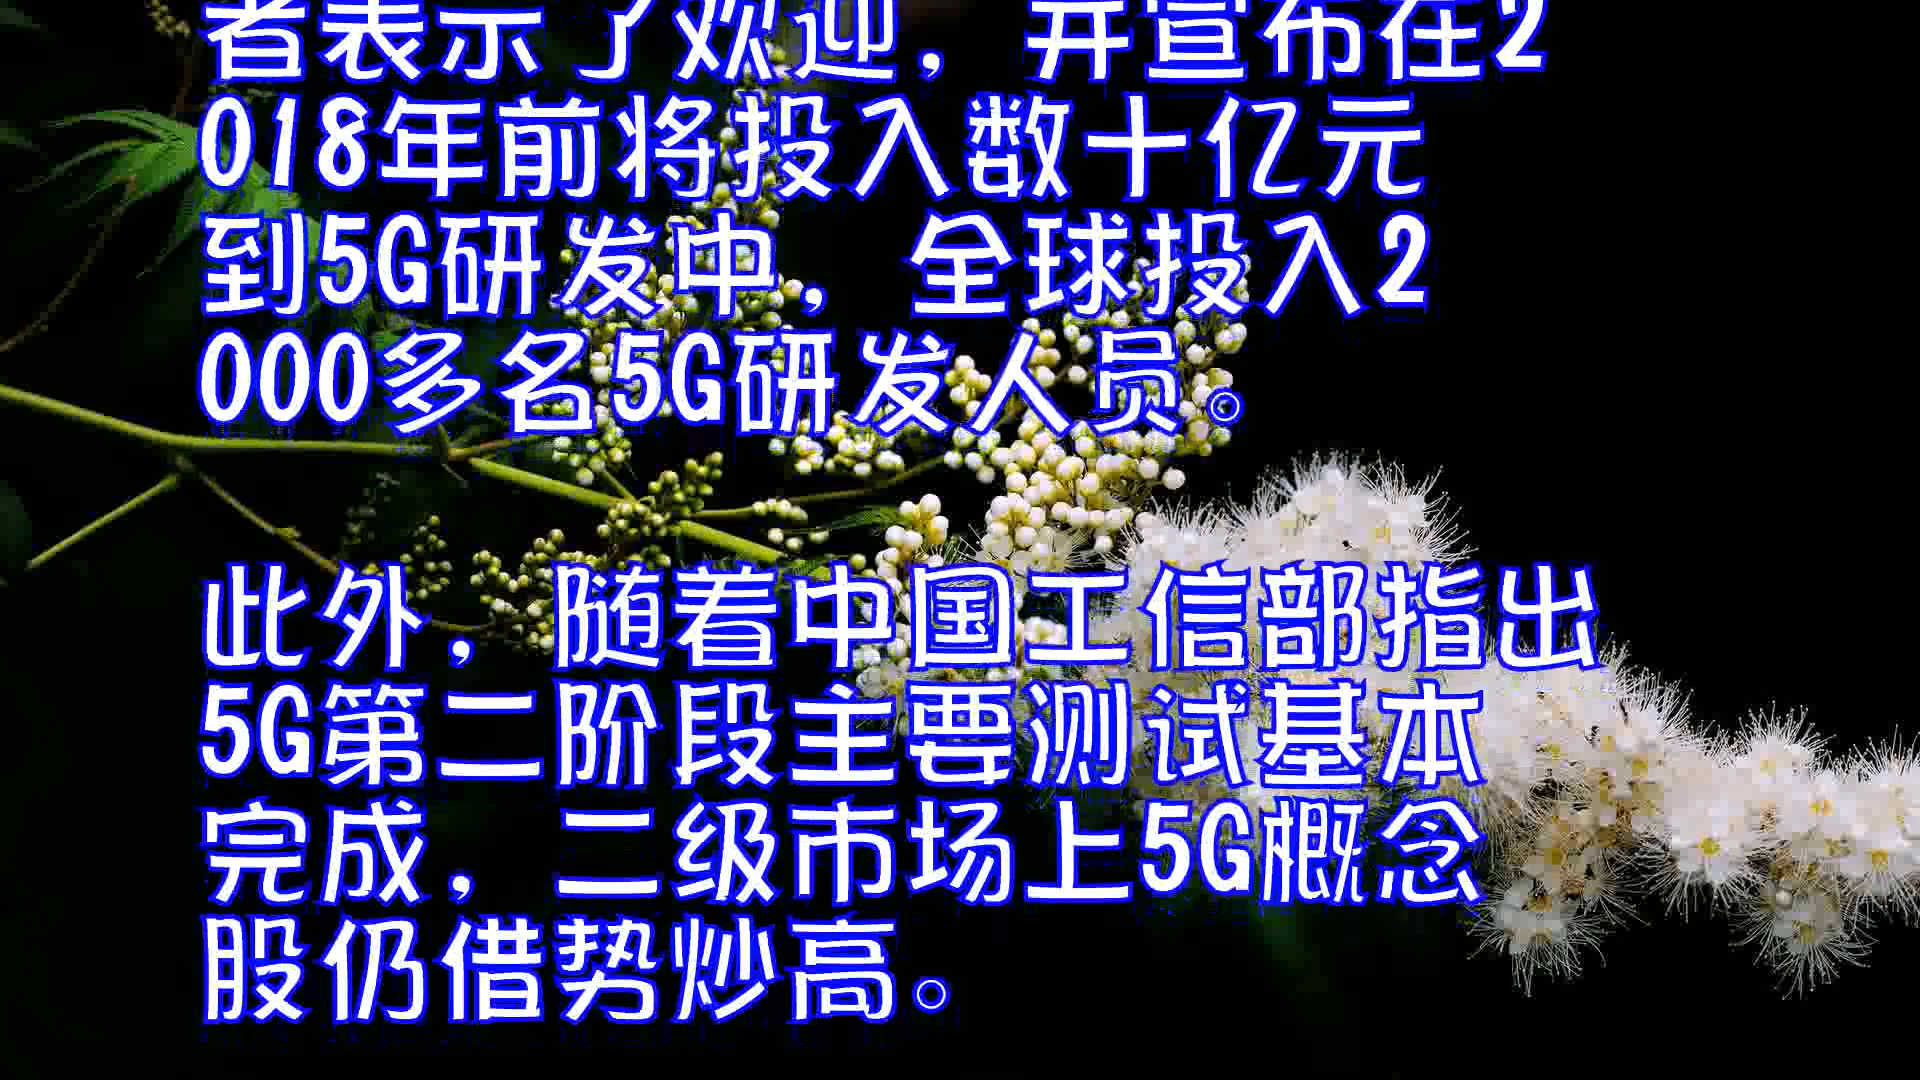 者表示了欢迎，并宣布在2
018年前将投入数十亿元
到5G研发中，全球投入2
000多名5G研发人员。
此外，随着中国工信部指出
5G第二阶段主要测试基本
完成，二级市场上5G概念
股仍借势炒高。